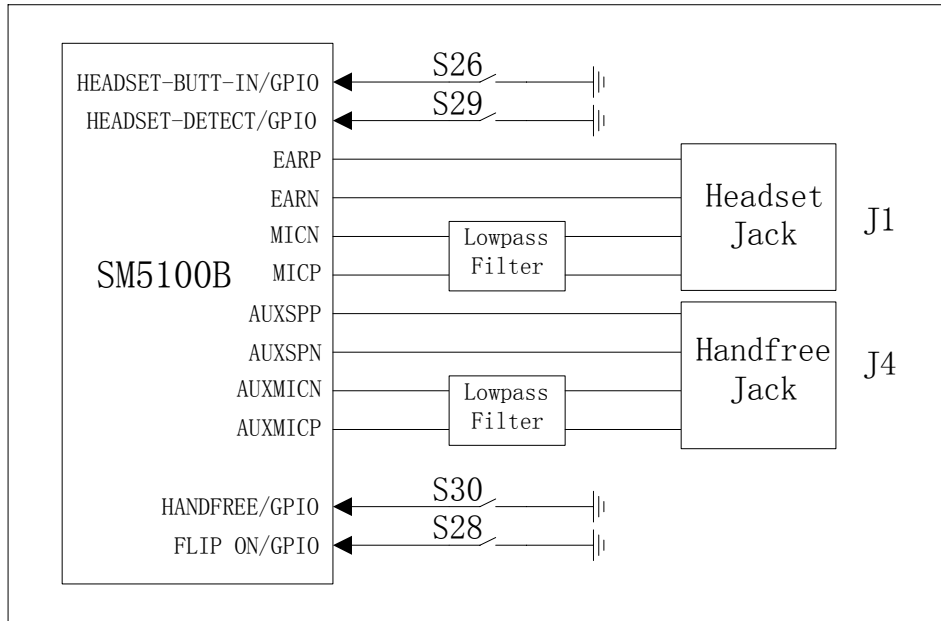 HEADSET-BUTT-IN/GPIO
S26
HEADSET-DETECT/GPIO
S29
EARP
EARN
MICN
MICP
SM5100B
Lowpass
Filter
Headset
Jack
J1
AUXSPP
AUXSPN
AUXMICN
AUXMICP
Lowpass
Filter
Handfree
Jack
J4
HANDFREE/GPIO
S30
FLIP ON/GPIO
S28